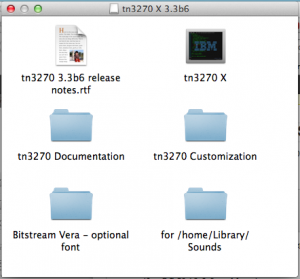 tn3270 X 3.3b6
IBM
tn3270 3.3b6 release
notes.rtf
tn3270 X
tn3270 Documentation
tn3270 Customization
Bitstream Vera – optional
font
for /home/Library/
Sounds